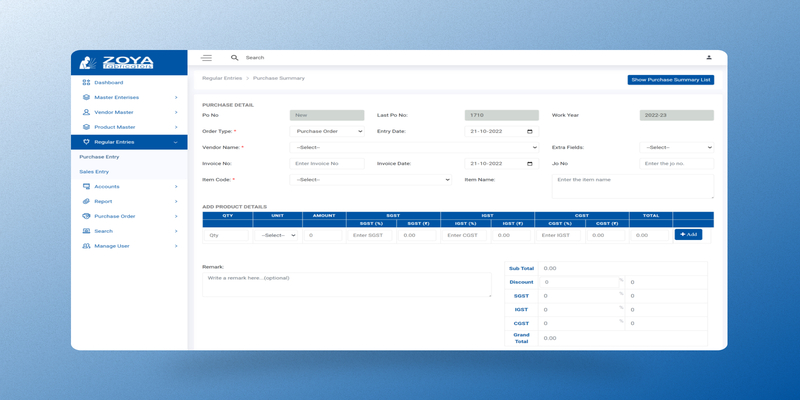 ZOYA
fabricators
Search
Dashboard
Master Enterises
Vendor Master
Product Master
Regular Entries
Purchase Entry
Sales Entry
Accounts
Report
Purchase Order
Search
Manage User
Regular Entries > Purchase Summary
Show Purchase Summary List
PURCHASE DETAIL
Po No New Last Po No: 1710 Work Year 2022-23
Order Type: * Purchase Order Entry Date: 21-10-2022
Vendor Name: * --Select-- Extra Fields: --Select--
Invoice No: Enter Invoice No Invoice Date: 21-10-2022 Jo No Enter the jo no.
Item Code: * --Select-- Item Name: Enter the item name
ADD PRODUCT DETAILS
QTY UNIT AMOUNT SGST IGST CGST TOTAL
SGST (%) SGST (₹) IGST (%) IGST (₹) CGST (%) CGST (₹)
Qty --Select-- 0 Enter SGST 0.00 Enter CGST 0.00 Enter IGST 0.00 0.00 + Add
Remark:
Write a remark here...(optional)
Sub Total 0.00
Discount 0 % 0
SGST 0 % 0
IGST 0 % 0
CGST 0 % 0
Grand Total 0.00